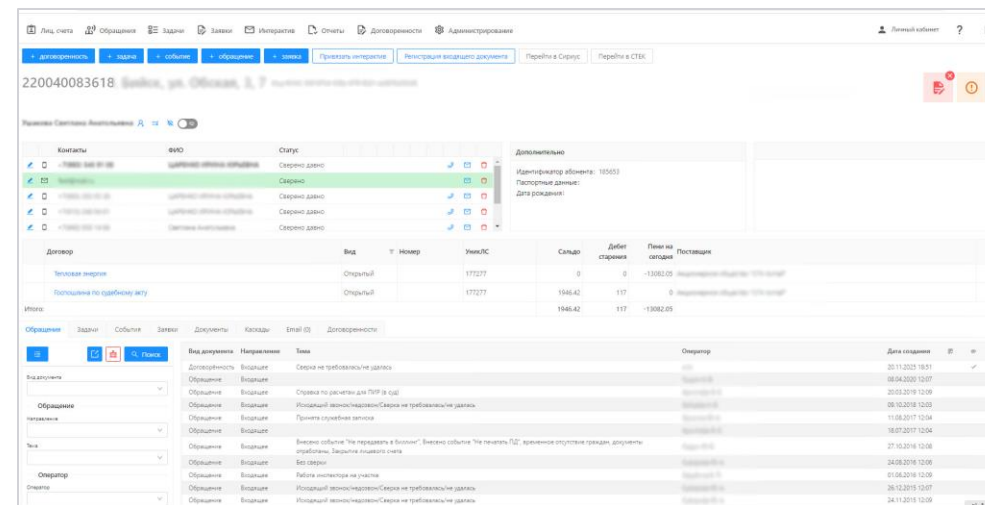 Лиц. счета Обращения Задачи Заявки Интерактив Отчеты Договоренности Администрирование Личный кабинет ?
+ договоренность + задача + событие + обращение + заявка Привязать интерактив Регистрация входящего документа Перейти в Сириус Перейти в СТЕК
220040083618
Контакты ФИО Статус Дополнительно
Сверено давно
Сверено
Сверено давно
Сверено давно
Сверено давно
Идентификатор абонента: 185653
Паспортные данные:
Дата рождения:
Договор Вид Номер УникЛС Сальдо Дебет старения Пени на сегодня Поставщик
Тепловая энергия Открытый 177277 0 0 -13082.05
Госпошлина по судебному акту Открытый 177277 1946.42 117 0
Итого: 1946.42 117 -13082.05
Обращение Задачи События Заявки Документы Каскады Email (0) Договоренности
Поиск
Вид документа
Обращение
Направление
Тема
Оператор
Оператор
Вид документа Направление Тема Оператор Дата создания
Договорённость Входящее Сверка не требовалась/не удалась 20.11.2023 16:51
Обращение Входящее 08.04.2020 12:07
Обращение Входящее Справка по расчетам для ПИР (в суд) 20.03.2019 12:09
Обращение Входящее Исходящий звонок/недозвон/Сверка не требовалась/не удалась 09.10.2018 12:03
Обращение Входящее Принята служебная записка 11.08.2017 12:04
Обращение Входящее 18.07.2017 12:04
Обращение Входящее Внесено событие "Не передавать в биллинг", Внесено событие "Не печатать ПД", временное отсутствие граждан, документы отработаны, Закрытие лицевого счета 27.10.2016 12:08
Обращение Входящее Без сверки 24.08.2016 12:06
Обращение Входящее Работа инспектора на участке 01.06.2016 12:09
Обращение Входящее Исходящий звонок/недозвон/Сверка не требовалась/не удалась 26.12.2015 12:07
Обращение Входящее Исходящий звонок/недозвон/Сверка не требовалась/не удалась 24.11.2015 12:09